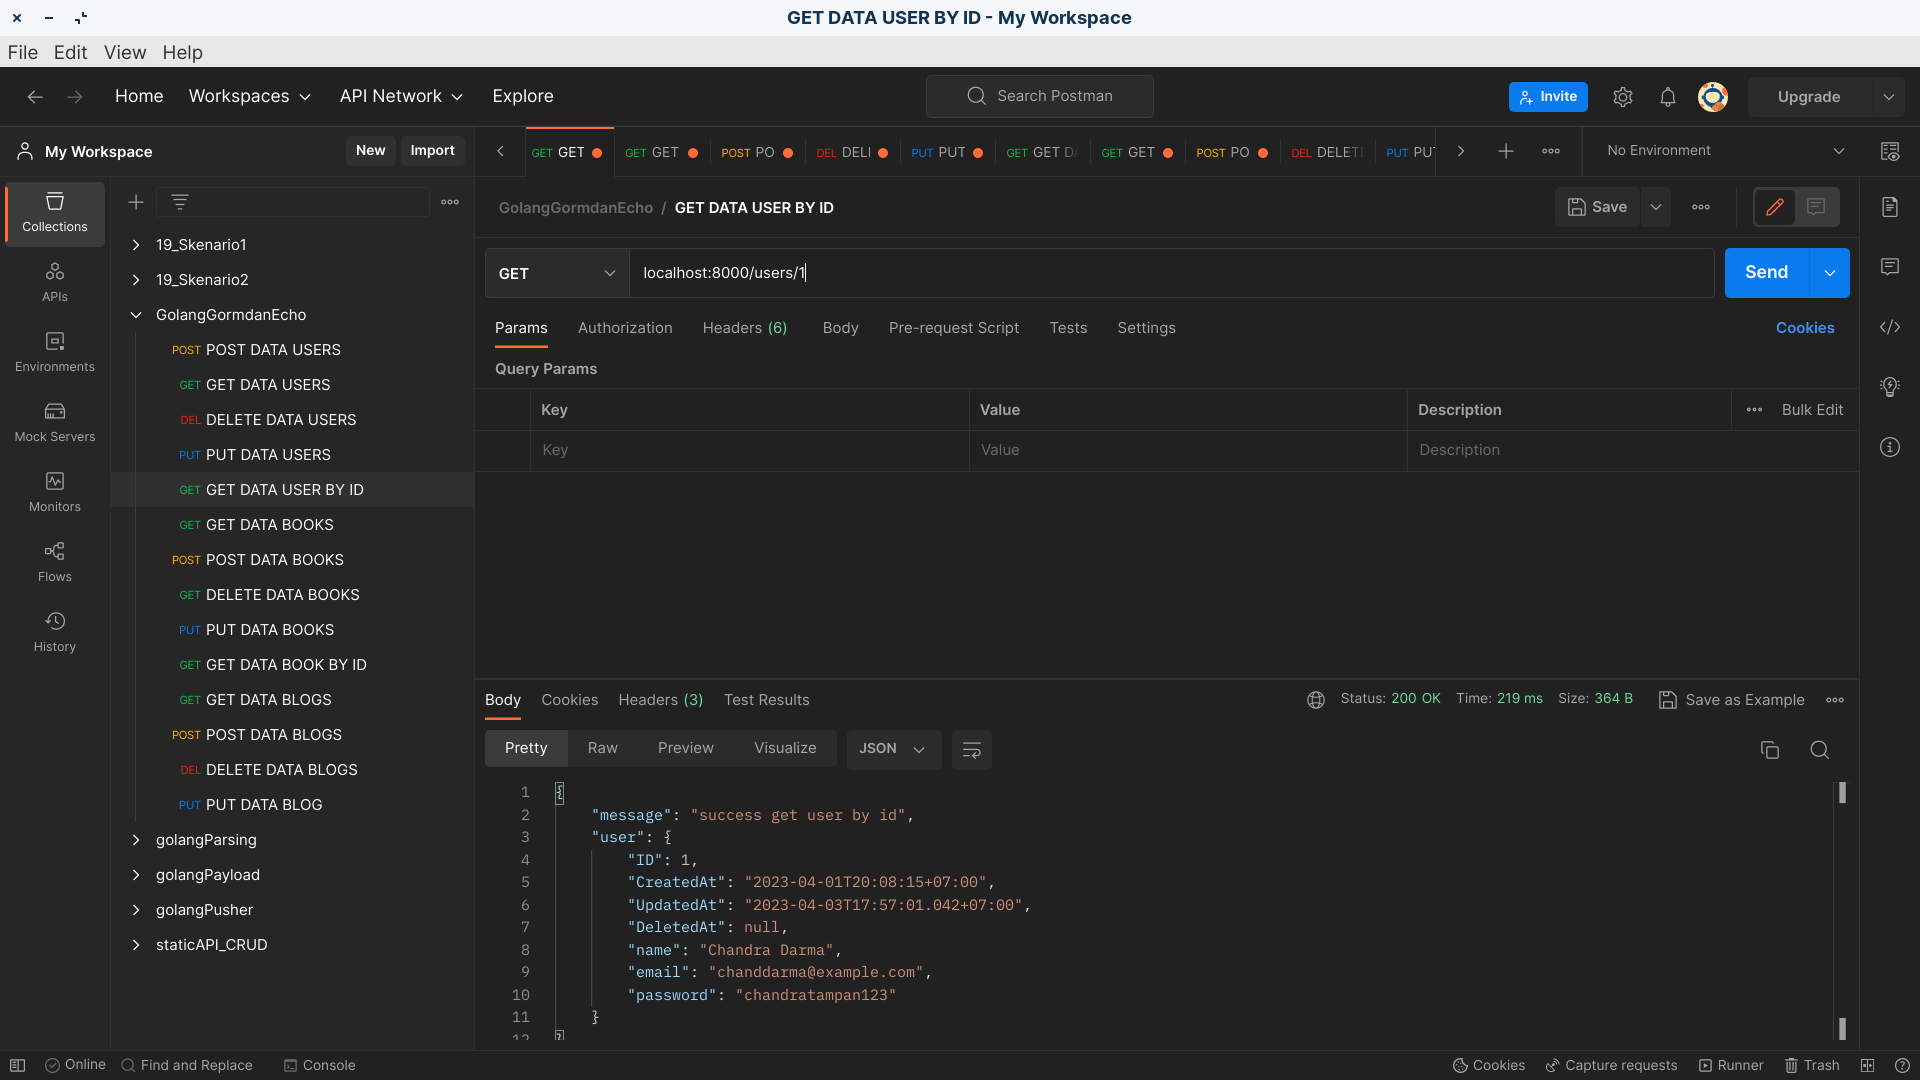 GET DATA USER BY ID - My Workspace
File Edit View Help
Home Workspaces API Network Explore
Search Postman
Invite
Upgrade
My Workspace
New Import
GET GET
GET GET
POST PO
DEL DELI
PUT PUT
GET GET DA
GET GET
POST PO
DEL DELET
PUT PUT
No Environment
Collections
APIs
Environments
Mock Servers
Monitors
Flows
History
19_Skenario1
19_Skenario2
GolangGormdanEcho
POST POST DATA USERS
GET GET DATA USERS
DEL DELETE DATA USERS
PUT PUT DATA USERS
GET GET DATA USER BY ID
GET GET DATA BOOKS
POST POST DATA BOOKS
GET DELETE DATA BOOKS
PUT PUT DATA BOOKS
GET GET DATA BOOK BY ID
GET GET DATA BLOGS
POST POST DATA BLOGS
DEL DELETE DATA BLOGS
PUT PUT DATA BLOG
golangParsing
golangPayload
golangPusher
staticAPI_CRUD
GolangGormdanEcho / GET DATA USER BY ID
Save
GET
localhost:8000/users/1
Send
Params Authorization Headers (6) Body Pre-request Script Tests Settings
Cookies
Query Params
Key Value Description Bulk Edit
Key Value Description
Body Cookies Headers (3) Test Results
Status: 200 OK Time: 219 ms Size: 364 B Save as Example
Pretty Raw Preview Visualize JSON
1 {
2 "message": "success get user by id",
3 "user": {
4 "ID": 1,
5 "CreatedAt": "2023-04-01T20:08:15+07:00",
6 "UpdatedAt": "2023-04-03T17:57:01.042+07:00",
7 "DeletedAt": null,
8 "name": "Chandra Darma",
9 "email": "chanddarma@example.com",
10 "password": "chandratampan123"
11 }
12 }
Online Find and Replace Console
Cookies Capture requests Runner Trash